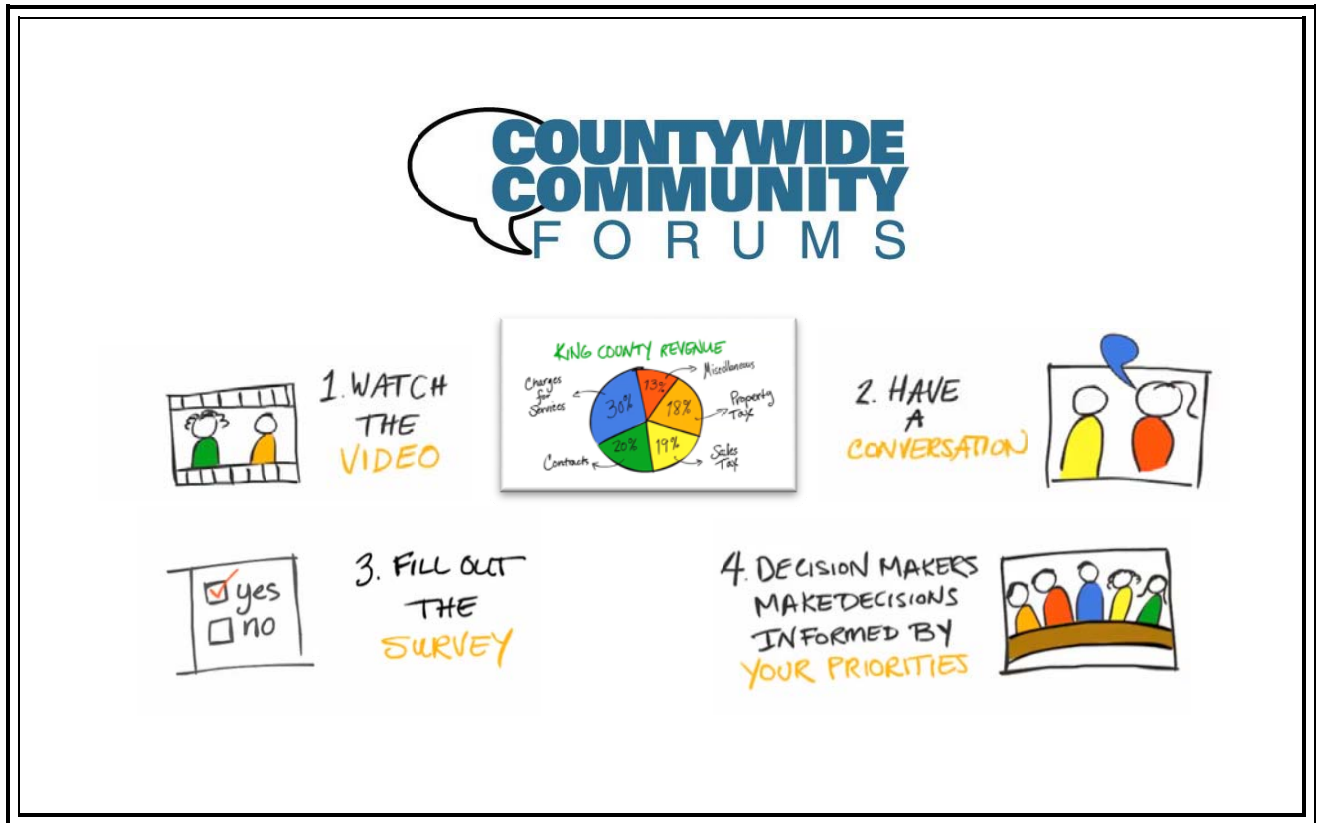 COUNTYWIDE
COMMUNITY
FORUMS
1. WATCH
THE
VIDEO
KING COUNTY REVENUE
Charges
for
Services
30%
13%
Miscellaneous
18%
Property
Tax
20%
Contracts
19%
Sales
Tax
2. HAVE
A
CONVERSATION
yes
no
3. FILL OUT
THE
SURVEY
4. DECISION MAKERS
MAKE DECISIONS
INFORMED BY
YOUR PRIORITIES